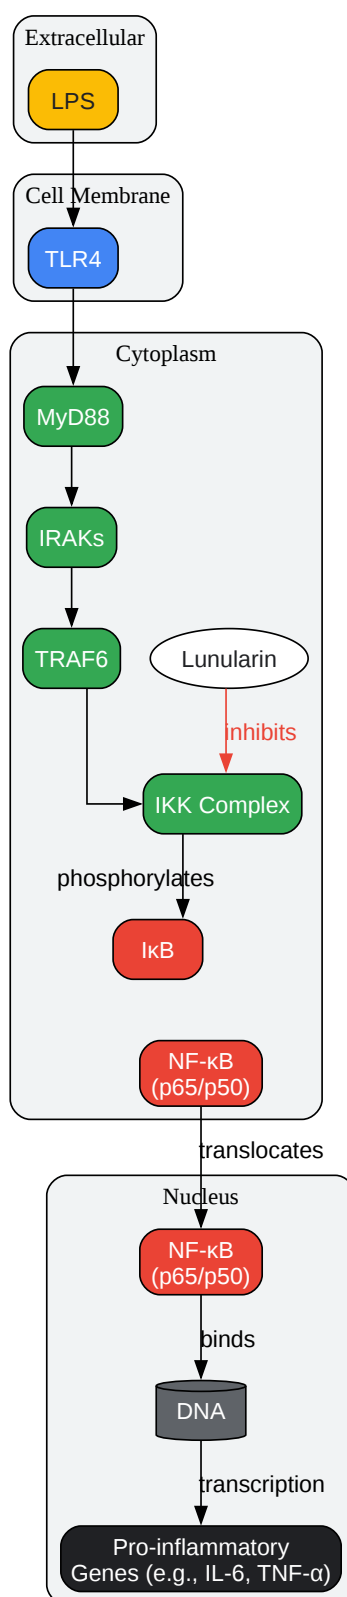 Extracellular
LPS
Cell Membrane
TLR4
Cytoplasm
MyD88
IRAKs
TRAF6
Lunularin
inhibits
IKK Complex
phosphorylates
IκB
NF-κB
(p65/p50)
translocates
Nucleus
NF-κB
(p65/p50)
binds
DNA
transcription
Pro-inflammatory
Genes (e.g., IL-6, TNF-α)